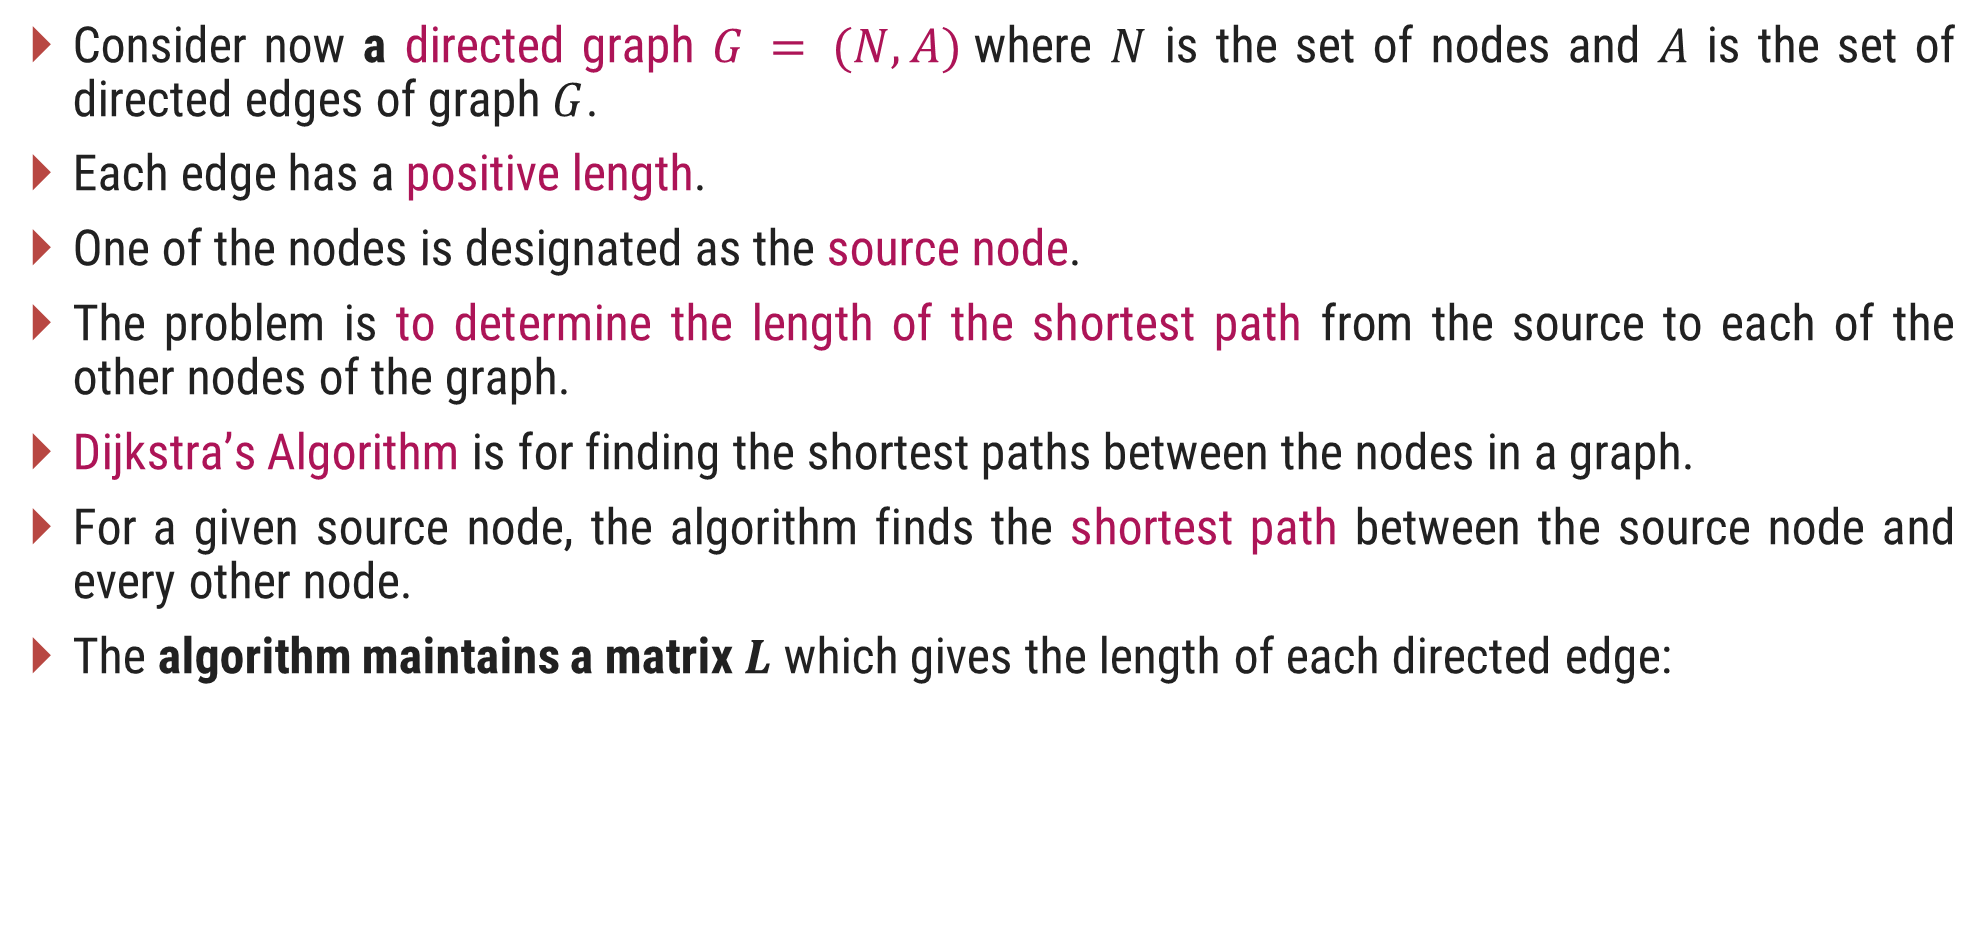 Consider now a directed graph G = (N, A) where N is the set of nodes and A is the set of
directed edges of graph G.
Each edge has a positive length.
One of the nodes is designated as the source node.
The problem is to determine the length of the shortest path from the source to each of the
other nodes of the graph.
Dijkstra’s Algorithm is for finding the shortest paths between the nodes in a graph.
For a given source node, the algorithm finds the shortest path between the source node and
every other node.
The algorithm maintains a matrix L which gives the length of each directed edge: